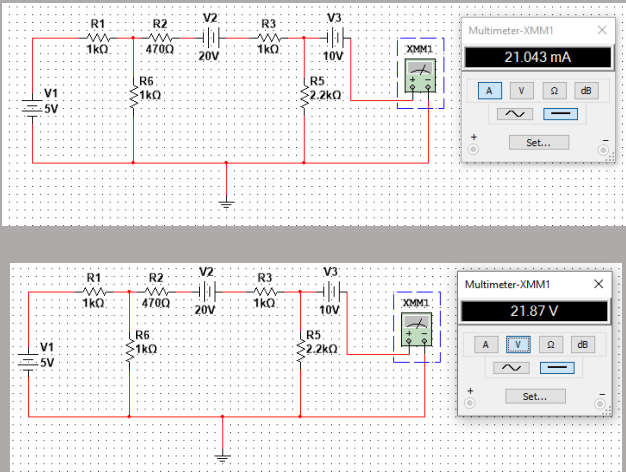 R1 R2 V2 R3 V3
1kΩ 470Ω 20V 1kΩ 10V
XMM1
R6
1kΩ
R5
2.2kΩ
V1
5V
Multimeter-XMM1
21.043 mA
A V Ω dB
+ Set... -
R1 R2 V2 R3 V3
1kΩ 470Ω 20V 1kΩ 10V
XMM1
R6
1kΩ
R5
2.2kΩ
V1
5V
Multimeter-XMM1
21.87 V
A V Ω dB
+ Set... -